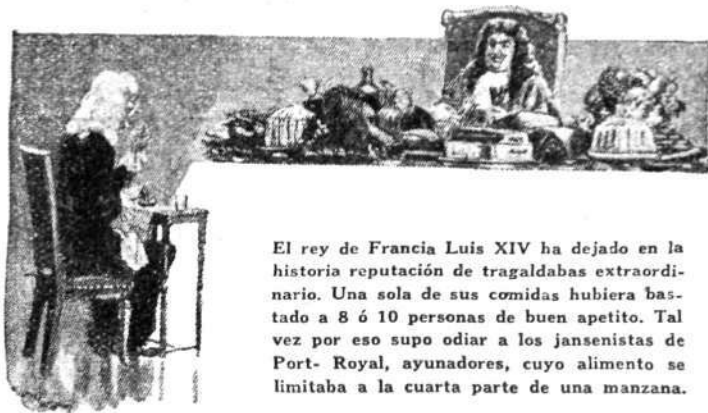 El rey de Francia Luis XIV ha dejado en la
historia reputación de tragaldabas extraordi-
nario. Una sola de sus comidas hubiera bas-
tado a 8 ó 10 personas de buen apetito. Tal
vez por eso supo odiar a los jansenistas de
Port- Royal, ayunadores, cuyo alimento se
limitaba a la cuarta parte de una manzana.